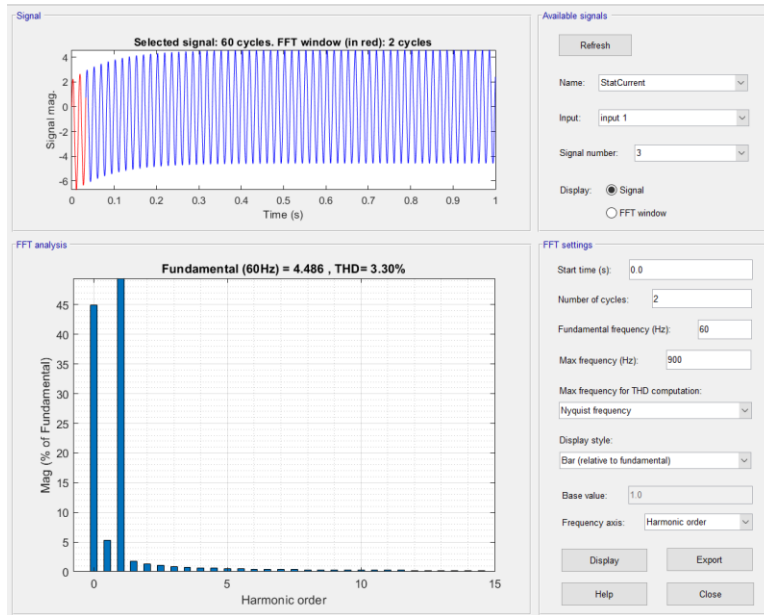 Signal
Selected signal: 60 cycles. FFT window (in red): 2 cycles
4
2
0
-2
-4
-6
Signal mag.
0 0.1 0.2 0.3 0.4 0.5 0.6 0.7 0.8 0.9 1
Time (s)
Available signals
Refresh
Name: StatCurrent
Input: input 1
Signal number: 3
Display: Signal
FFT window
FFT analysis
Fundamental (60Hz) = 4.486 , THD= 3.30%
45
40
35
30
25
20
15
10
5
0
Mag (% of Fundamental)
0 5 10 15
Harmonic order
FFT settings
Start time (s): 0.0
Number of cycles: 2
Fundamental frequency (Hz): 60
Max frequency (Hz): 900
Max frequency for THD computation:
Nyquist frequency
Display style:
Bar (relative to fundamental)
Base value: 1.0
Frequency axis: Harmonic order
Display Export
Help Close